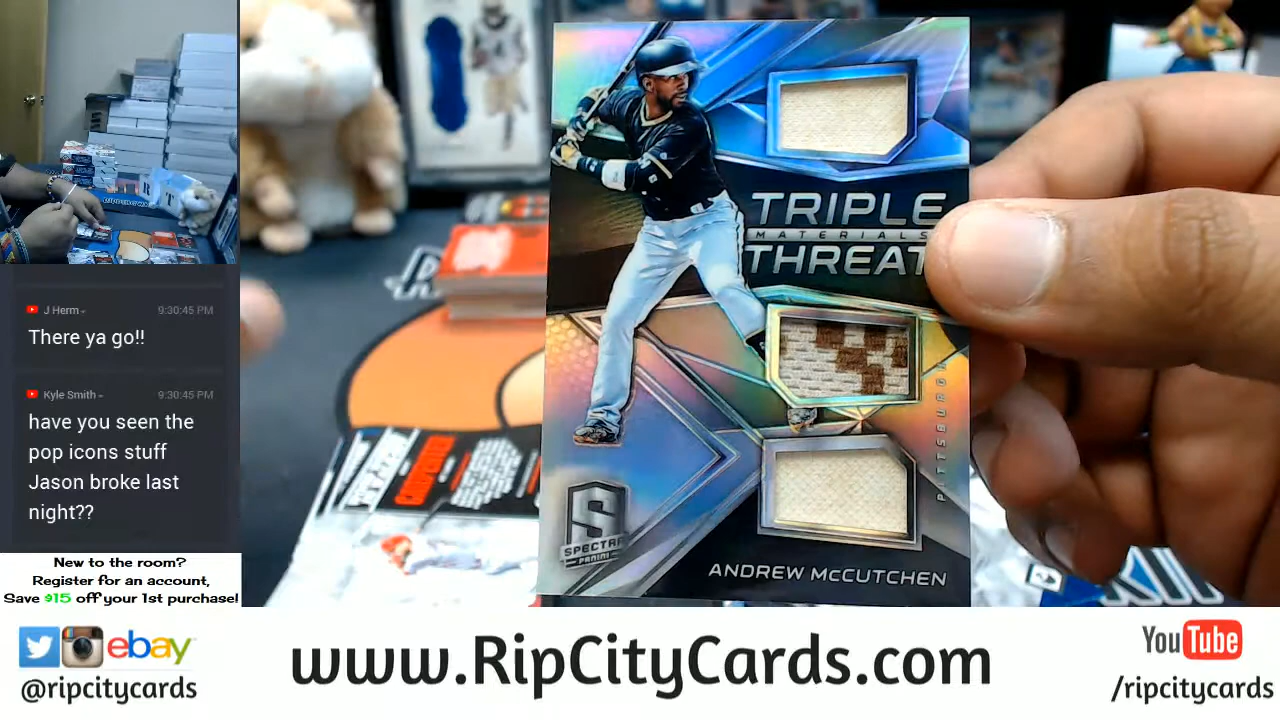 J Herm
9:30:45 PM
There ya go!!
Kyle Smith
9:30:45 PM
have you seen the
pop icons stuff
Jason broke last
night??
New to the room?
Register for an account,
Save $15 off your 1st purchase!
TRIPLE
MATERIALS
THREAT
PITTSBURGH
S
SPECTRA
PANINI
ANDREW McCUTCHEN
ebay
@ripcitycards
www.RipCityCards.com
YouTube
/ripcitycards